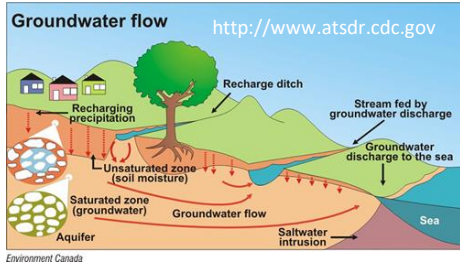 Groundwater flow
http://www.atsdr.cdc.gov
Recharge ditch
Recharging
precipitation
Stream fed by
groundwater discharge
Groundwater
discharge to the sea
Unsaturated zone
(soil moisture)
Saturated zone
(groundwater)
Groundwater flow
Aquifer
Saltwater
intrusion
Sea
Environment Canada